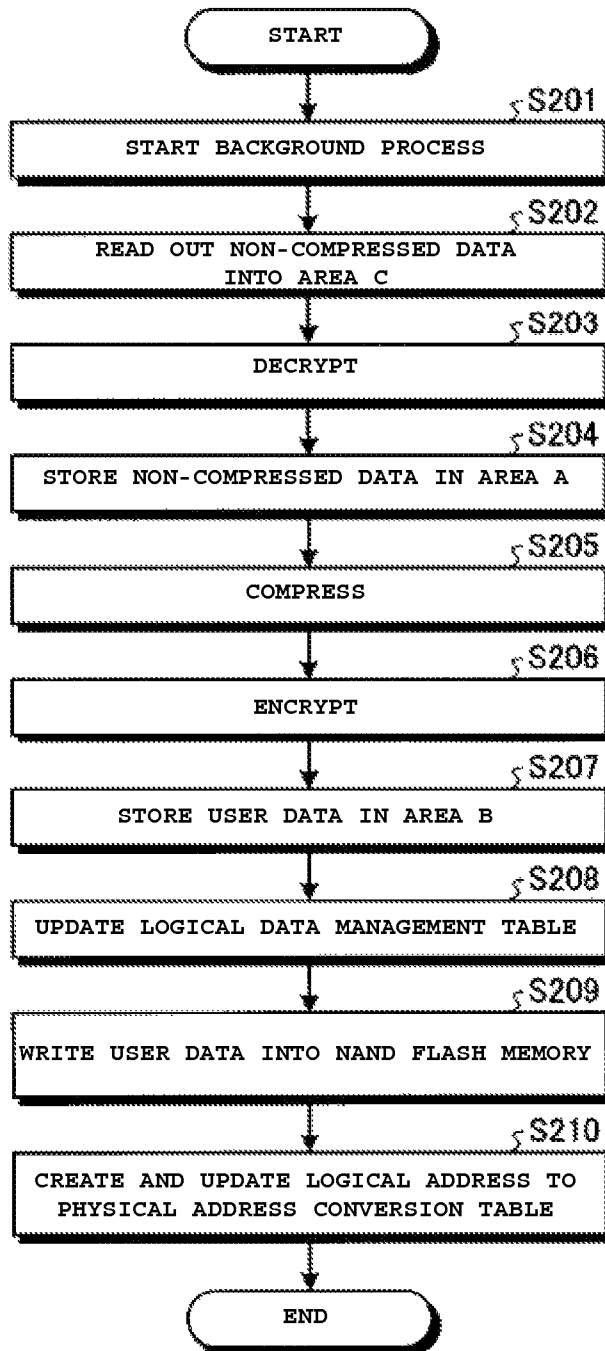 START
S201
START BACKGROUND PROCESS
S202
READ OUT NON-COMPRESSED DATA
INTO AREA C
S203
DECRYPT
S204
STORE NON-COMPRESSED DATA IN AREA A
S205
COMPRESS
S206
ENCRYPT
S207
STORE USER DATA IN AREA B
S208
UPDATE LOGICAL DATA MANAGEMENT TABLE
S209
WRITE USER DATA INTO NAND FLASH MEMORY
S210
CREATE AND UPDATE LOGICAL ADDRESS TO
PHYSICAL ADDRESS CONVERSION TABLE
END